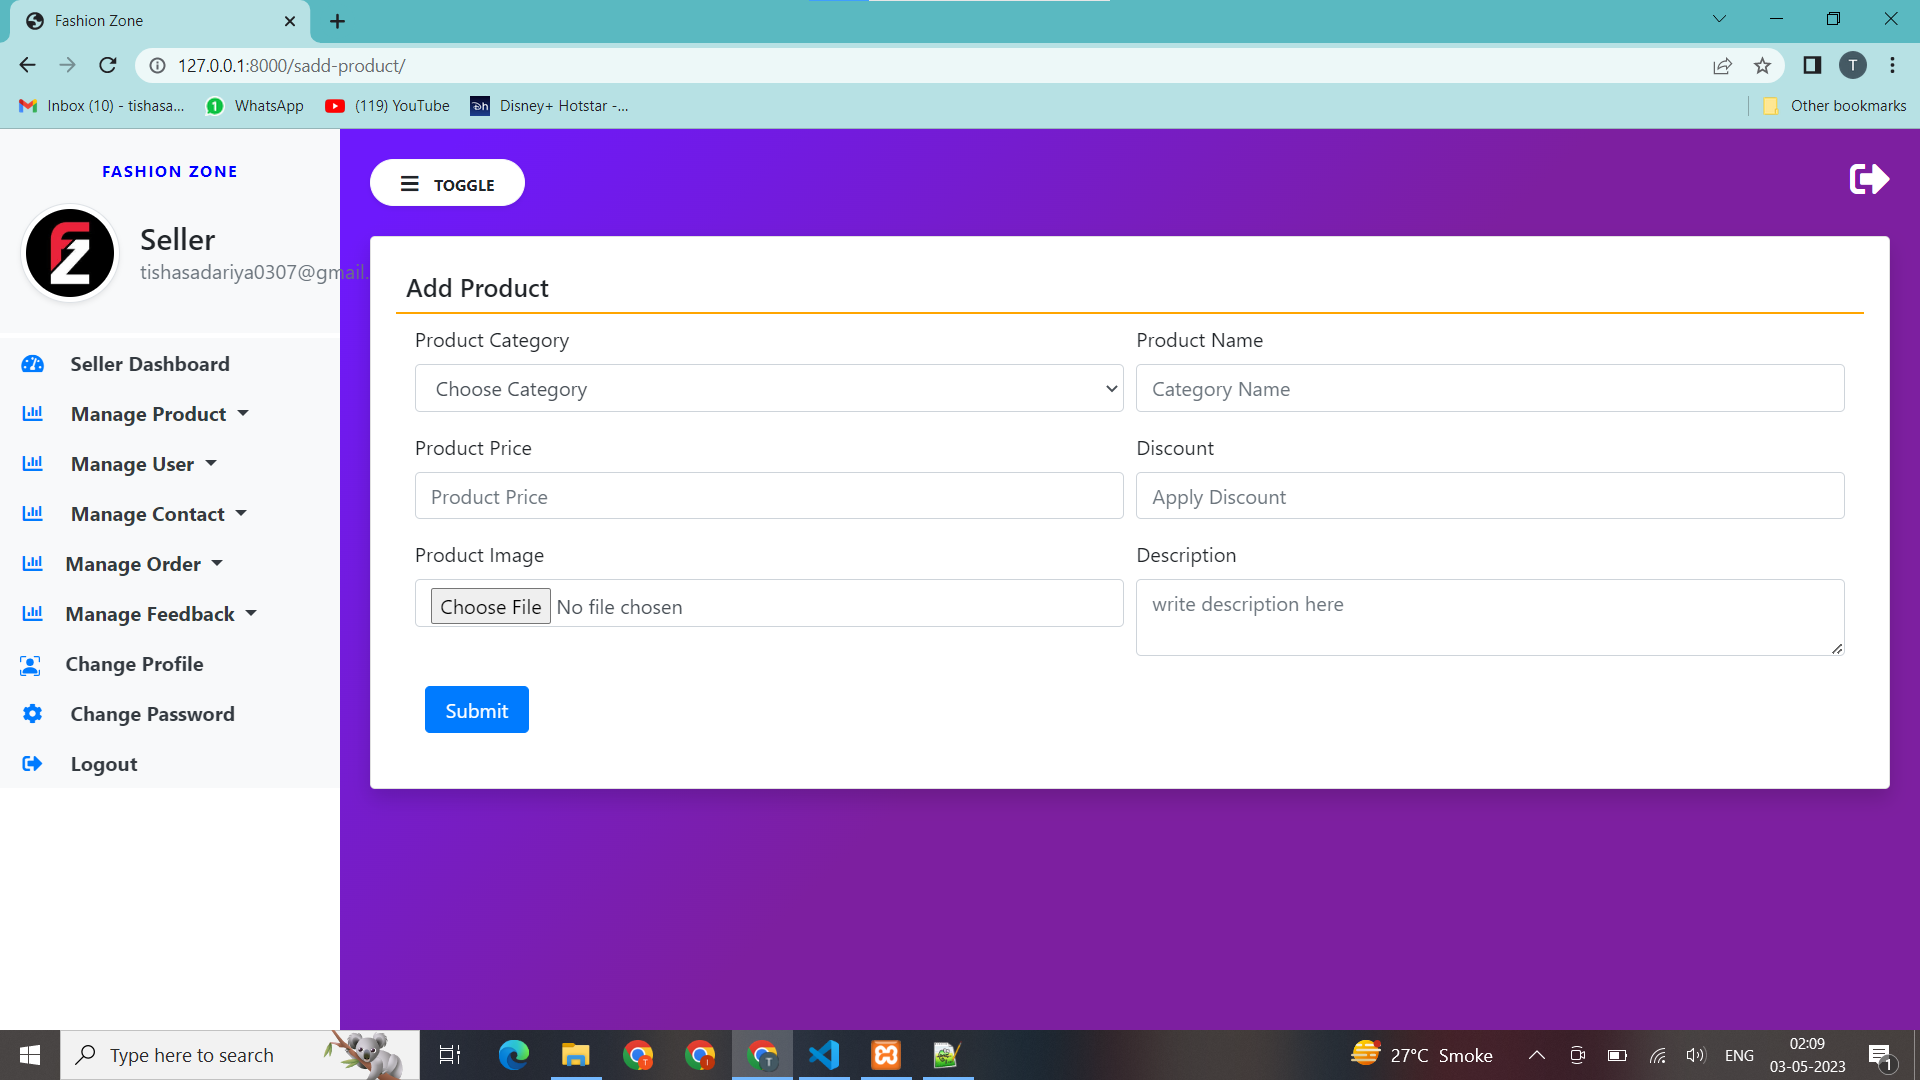 Fashion Zone
127.0.0.1:8000/sadd-product/
T
Inbox (10) - tishasa...
1
WhatsApp
(119) YouTube
Disney+ Hotstar -...
Other bookmarks
FASHION ZONE
FZ
Seller
tishasadariya0307@gmail.
Seller Dashboard
Manage Product
Manage User
Manage Contact
Manage Order
Manage Feedback
Change Profile
Change Password
Logout
TOGGLE
Add Product
Product Category
Product Name
Choose Category
Category Name
Product Price
Discount
Product Price
Apply Discount
Product Image
Description
Choose File No file chosen
write description here
Submit
Type here to search
27°C Smoke
ENG
02:09
03-05-2023
1